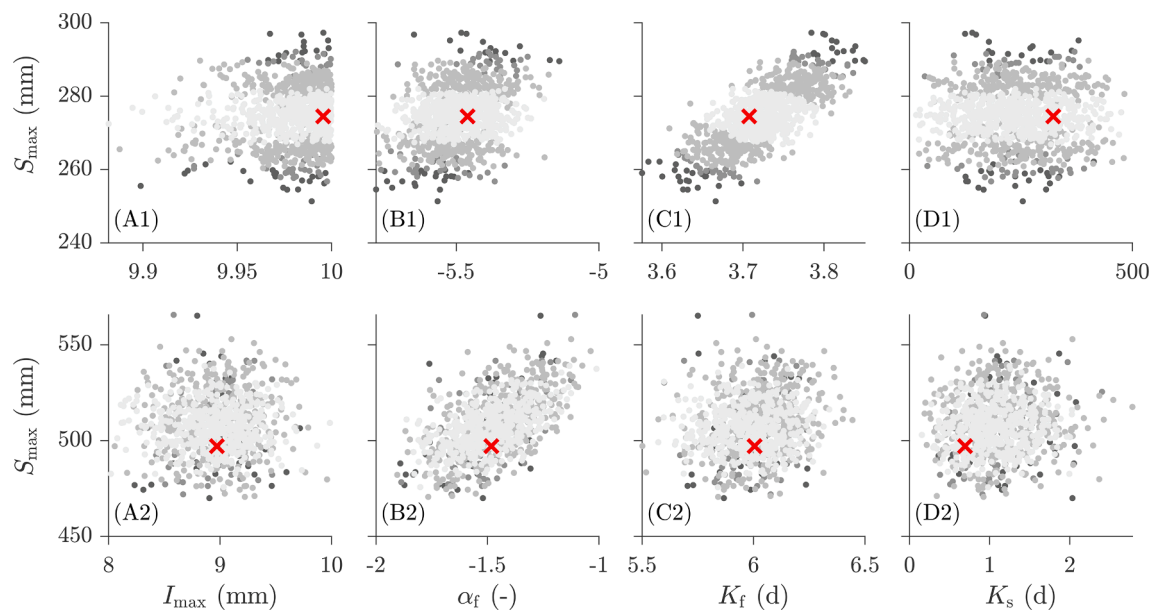 300
280
260
240
S_max (mm)
(A1)
(B1)
(C1)
(D1)
9.9 9.95 10
-5.5 -5
3.6 3.7 3.8
0 500
550
500
450
S_max (mm)
(A2)
(B2)
(C2)
(D2)
8 9 10
-2 -1.5 -1
5.5 6 6.5
0 1 2
I_max (mm)
α_f (-)
K_f (d)
K_s (d)